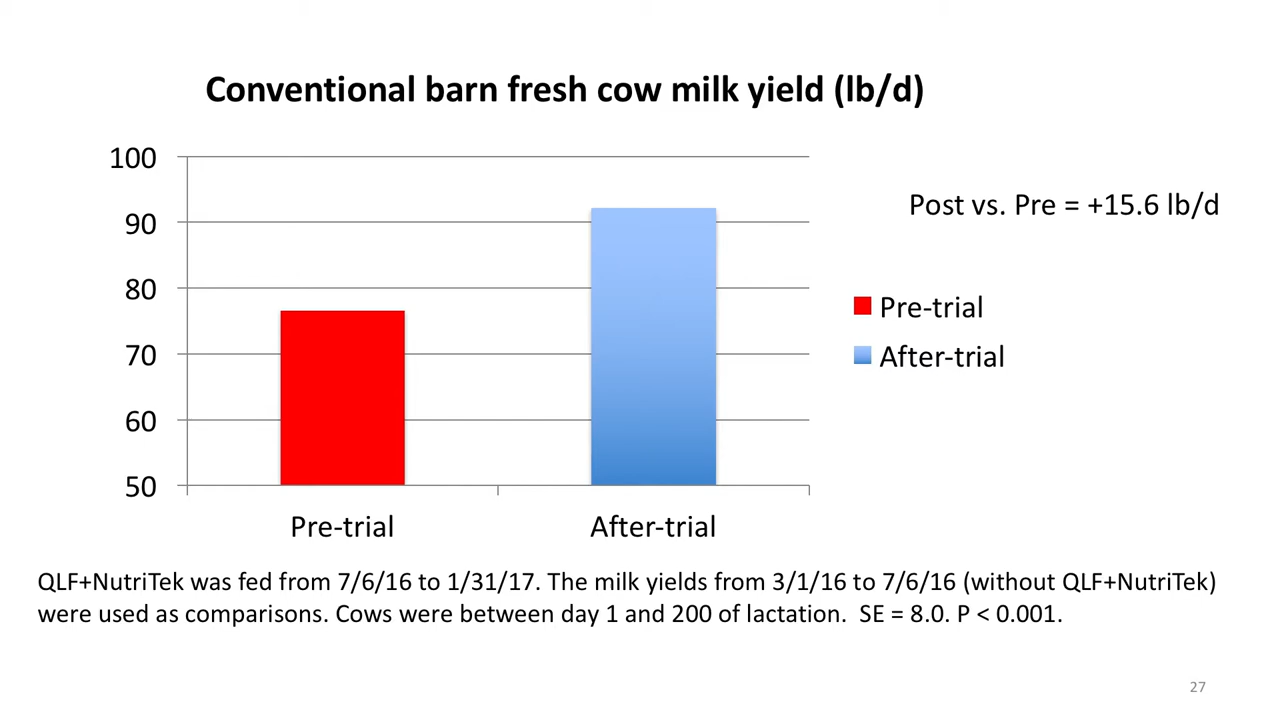 Conventional barn fresh cow milk yield (lb/d)
100
90
80
70
60
50
Post vs. Pre = +15.6 lb/d
Pre-trial
After-trial
Pre-trial
After-trial
QLF+NutriTek was fed from 7/6/16 to 1/31/17. The milk yields from 3/1/16 to 7/6/16 (without QLF+NutriTek)
were used as comparisons. Cows were between day 1 and 200 of lactation.  SE = 8.0. P < 0.001.
27